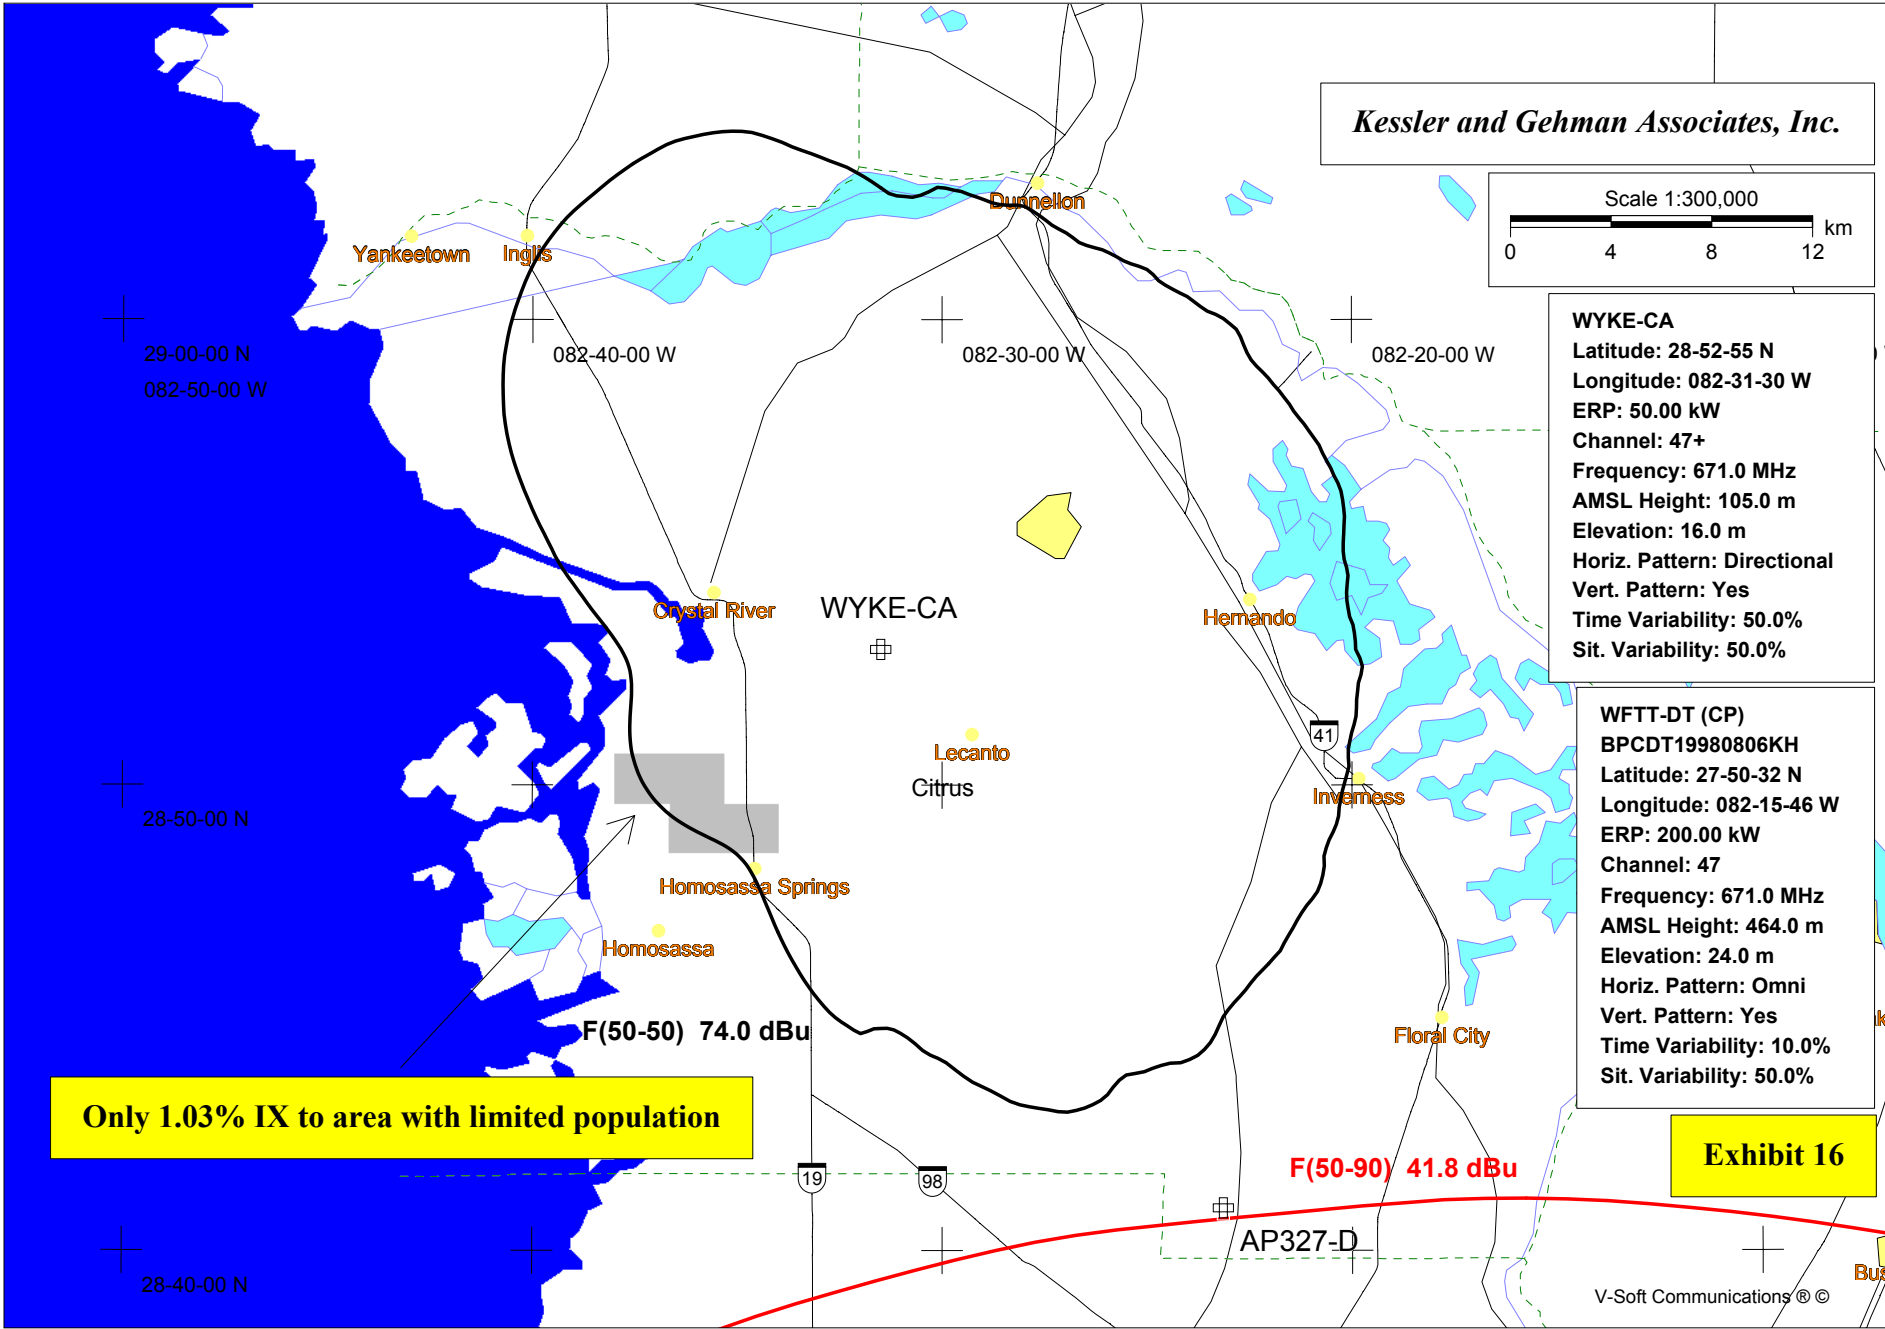 Kessler and Gehman Associates, Inc.
Scale 1:300,000
km
0 4 8 12
Dunnellon
Yankeetown
Inglis
29-00-00 N
082-50-00 W
082-40-00 W
082-30-00 W
082-20-00 W
WYKE-CA
Latitude: 28-52-55 N
Longitude: 082-31-30 W
ERP: 50.00 kW
Channel: 47+
Frequency: 671.0 MHz
AMSL Height: 105.0 m
Elevation: 16.0 m
Horiz. Pattern: Directional
Vert. Pattern: Yes
Time Variability: 50.0%
Sit. Variability: 50.0%
Crystal River
WYKE-CA
Hernando
WFTT-DT (CP)
BPCDT19980806KH
Latitude: 27-50-32 N
Longitude: 082-15-46 W
ERP: 200.00 kW
Channel: 47
Frequency: 671.0 MHz
AMSL Height: 464.0 m
Elevation: 24.0 m
Horiz. Pattern: Omni
Vert. Pattern: Yes
Time Variability: 10.0%
Sit. Variability: 50.0%
41
Lecanto
Citrus
Inverness
28-50-00 N
Homosassa Springs
Homosassa
F(50-50) 74.0 dBu
Floral City
Only 1.03% IX to area with limited population
Exhibit 16
19
98
F(50-90) 41.8 dBu
AP327-D
28-40-00 N
Bus
V-Soft Communications ® ©